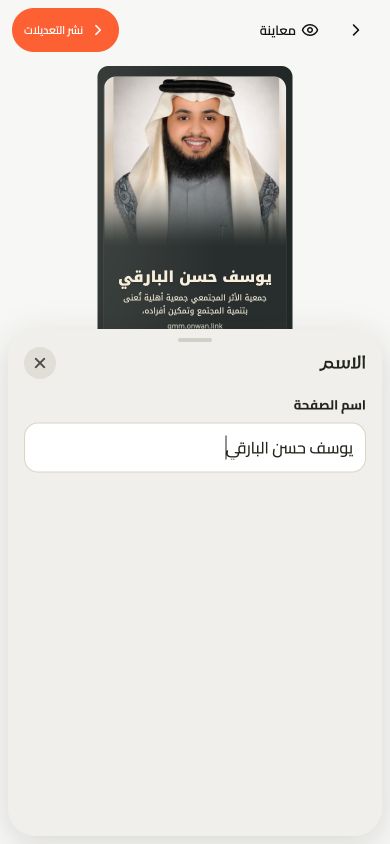 معاينة
نشر التعديلات
يوسف حسن البارقي
جمعية الأثر المجتمعي جمعية أهلية تُعنى
بتنمية المجتمع وتمكين أفراده،
qmm.onwan.link
الاسم
اسم الصفحة
يوسف حسن البارقي